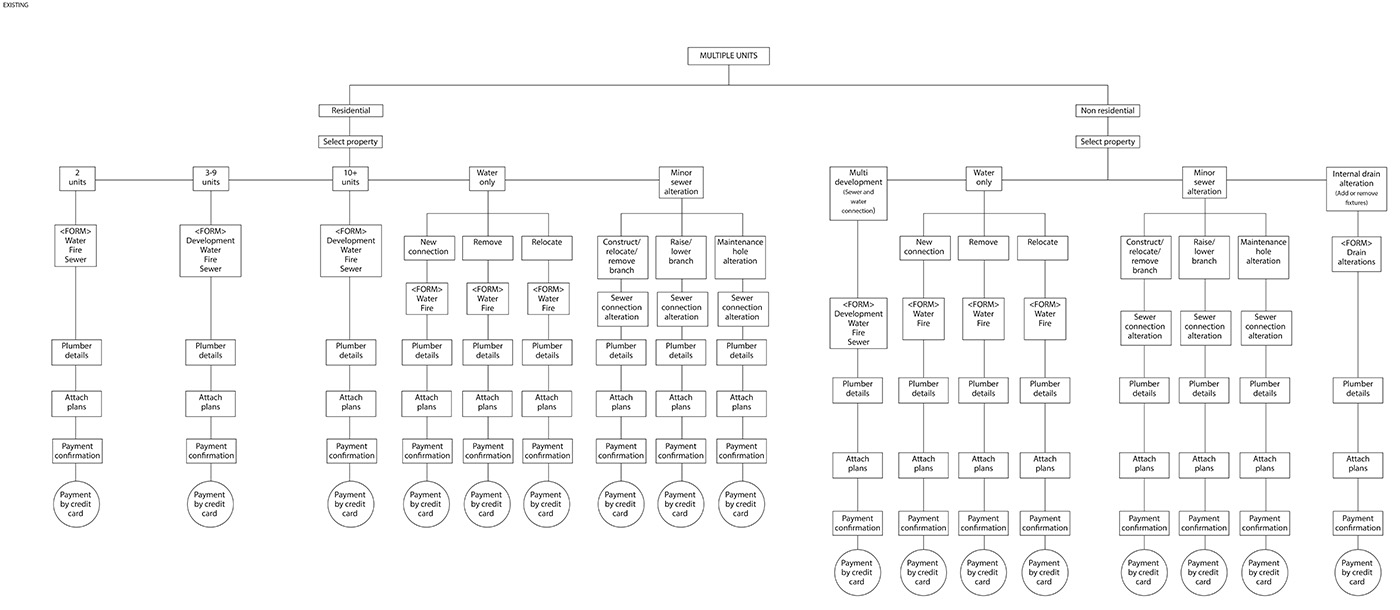 EXISTING
MULTIPLE UNITS
Residential
Non residential
Select property
Select property
2
units
3-9
units
10+
units
Water
only
Minor
sewer
alteration
Multi
development
(Sewer and
water
connection)
Water
only
Minor
sewer
alteration
Internal drain
alteration
(Add or remove
fixtures)
<FORM>
Water
Fire
Sewer
<FORM>
Development
Water
Fire
Sewer
<FORM>
Development
Water
Fire
Sewer
New
connection
Remove
Relocate
Construct/
relocate/
remove
branch
Raise/
lower
branch
Maintenance
hole
alteration
New
connection
Remove
Relocate
Construct/
relocate/
remove
branch
Raise/
lower
branch
Maintenance
hole
alteration
<FORM>
Drain
alterations
<FORM>
Water
Fire
<FORM>
Water
Fire
<FORM>
Water
Fire
Sewer
connection
alteration
Sewer
connection
alteration
Sewer
connection
alteration
<FORM>
Development
Water
Fire
Sewer
<FORM>
Water
Fire
<FORM>
Water
Fire
<FORM>
Water
Fire
Sewer
connection
alteration
Sewer
connection
alteration
Sewer
connection
alteration
Plumber
details
Plumber
details
Plumber
details
Plumber
details
Plumber
details
Plumber
details
Plumber
details
Plumber
details
Plumber
details
Plumber
details
Plumber
details
Plumber
details
Plumber
details
Plumber
details
Plumber
details
Plumber
details
Plumber
details
Attach
plans
Attach
plans
Attach
plans
Attach
plans
Attach
plans
Attach
plans
Attach
plans
Attach
plans
Attach
plans
Attach
plans
Attach
plans
Attach
plans
Attach
plans
Attach
plans
Attach
plans
Attach
plans
Attach
plans
Payment
confirmation
Payment
confirmation
Payment
confirmation
Payment
confirmation
Payment
confirmation
Payment
confirmation
Payment
confirmation
Payment
confirmation
Payment
confirmation
Payment
confirmation
Payment
confirmation
Payment
confirmation
Payment
confirmation
Payment
confirmation
Payment
confirmation
Payment
confirmation
Payment
confirmation
Payment
by credit
card
Payment
by credit
card
Payment
by credit
card
Payment
by credit
card
Payment
by credit
card
Payment
by credit
card
Payment
by credit
card
Payment
by credit
card
Payment
by credit
card
Payment
by credit
card
Payment
by credit
card
Payment
by credit
card
Payment
by credit
card
Payment
by credit
card
Payment
by credit
card
Payment
by credit
card
Payment
by credit
card